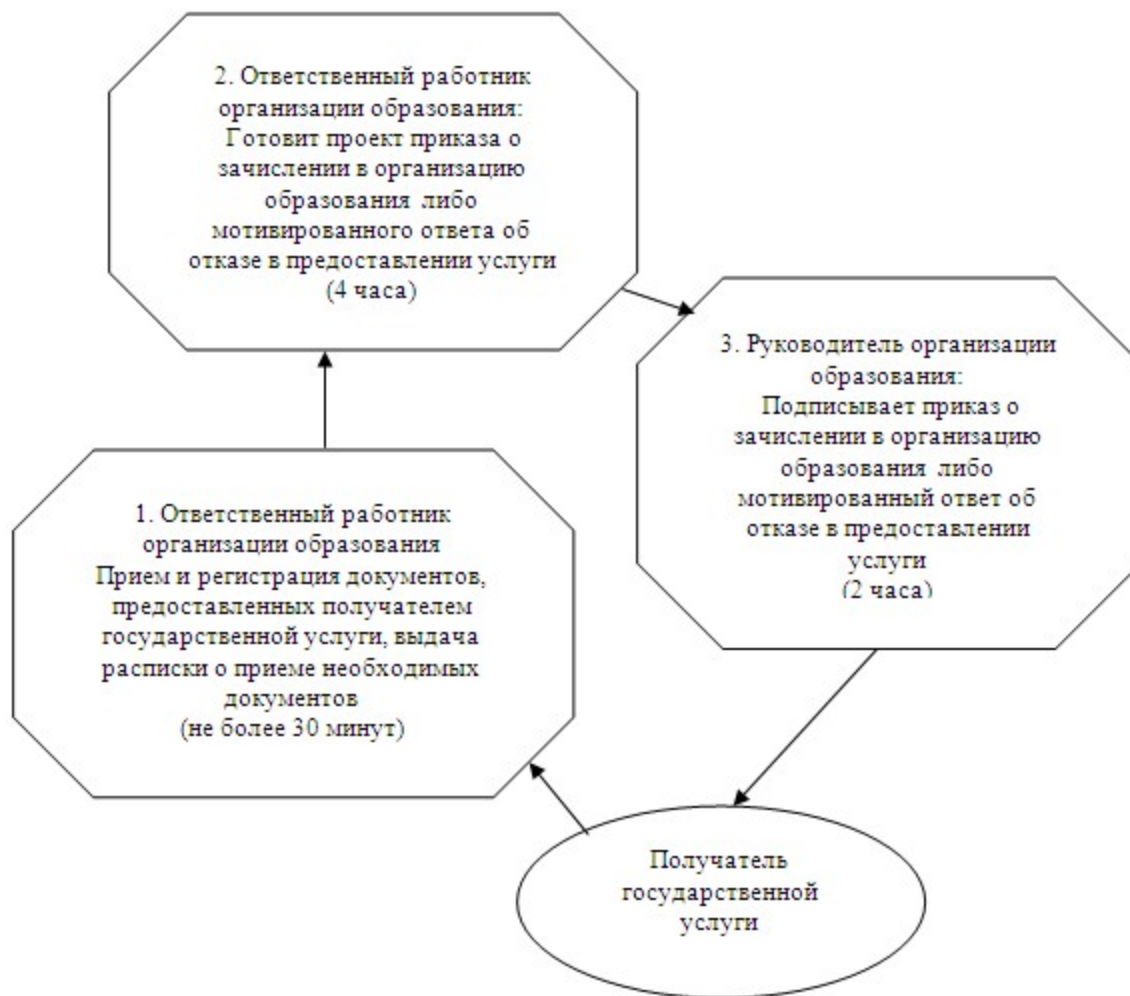 2. Ответственный работник
организации образования:
Готовит проект приказа о
зачислении в организацию
образования либо
мотивированного ответа об
отказе в предоставлении услуги
(4 часа)
3. Руководитель организации
образования:
Подписывает приказ о
зачислении в организацию
образования либо
мотивированный ответ об
отказе в предоставлении
услуги
(2 часа)
1. Ответственный работник
организации образования
Прием и регистрация документов,
предоставленных получателем
государственной услуги, выдача
расписки о приеме необходимых
документов
(не более 30 минут)
Получатель
государственной
услуги